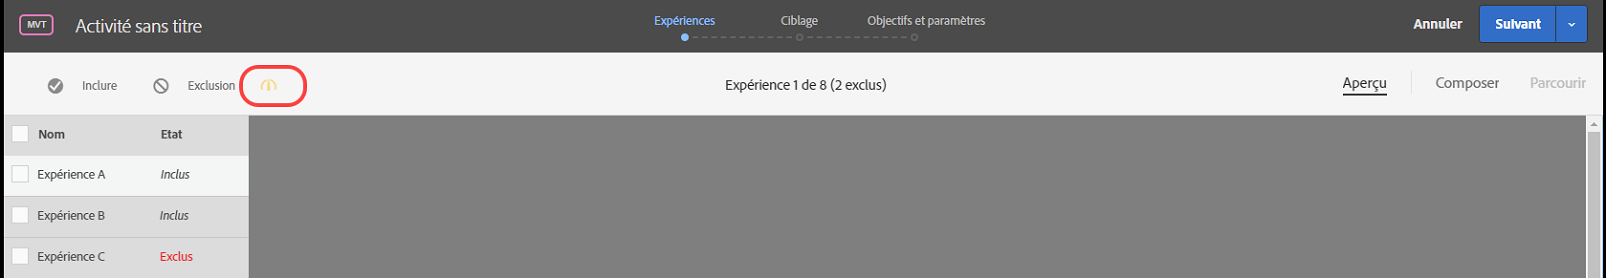 MVT Activité sans titre Expériences Ciblage Objectifs et paramètres Annuler Suivant
Inclure Exclusion Expérience 1 de 8 (2 exclus) Aperçu Composer Parcourir
Nom Etat
Expérience A Inclus
Expérience B Inclus
Expérience C Exclus